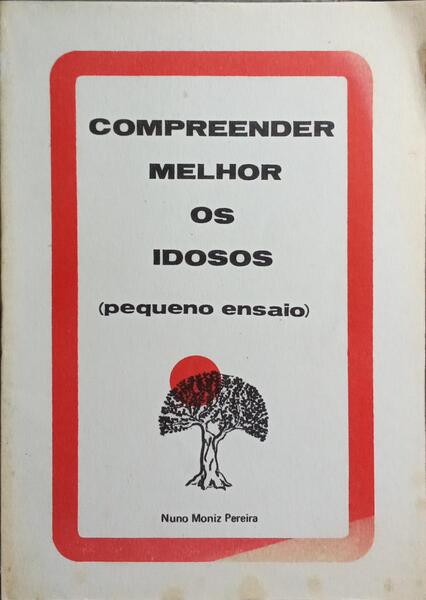 COMPREENDER
MELHOR
OS
IDOSOS
(pequeno ensaio)
Nuno Moniz Pereira